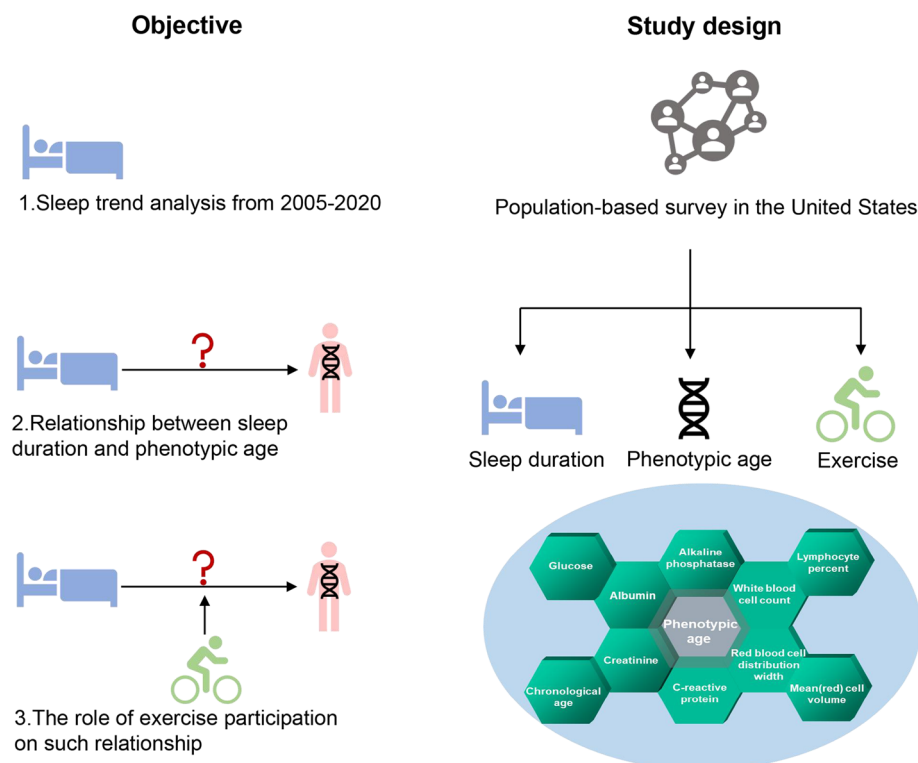 Objective
1.Sleep trend analysis from 2005-2020
?
2.Relationship between sleep
duration and phenotypic age
?
3.The role of exercise participation
on such relationship
Study design
Population-based survey in the United States
Sleep duration
Phenotypic age
Exercise
Glucose
Alkaline
phosphatase
Lymphocyte
percent
Albumin
White blood
cell count
Phenotypic
age
Creatinine
Red blood cell
distribution
width
Chronological
age
C-reactive
protein
Mean(red) cell
volume